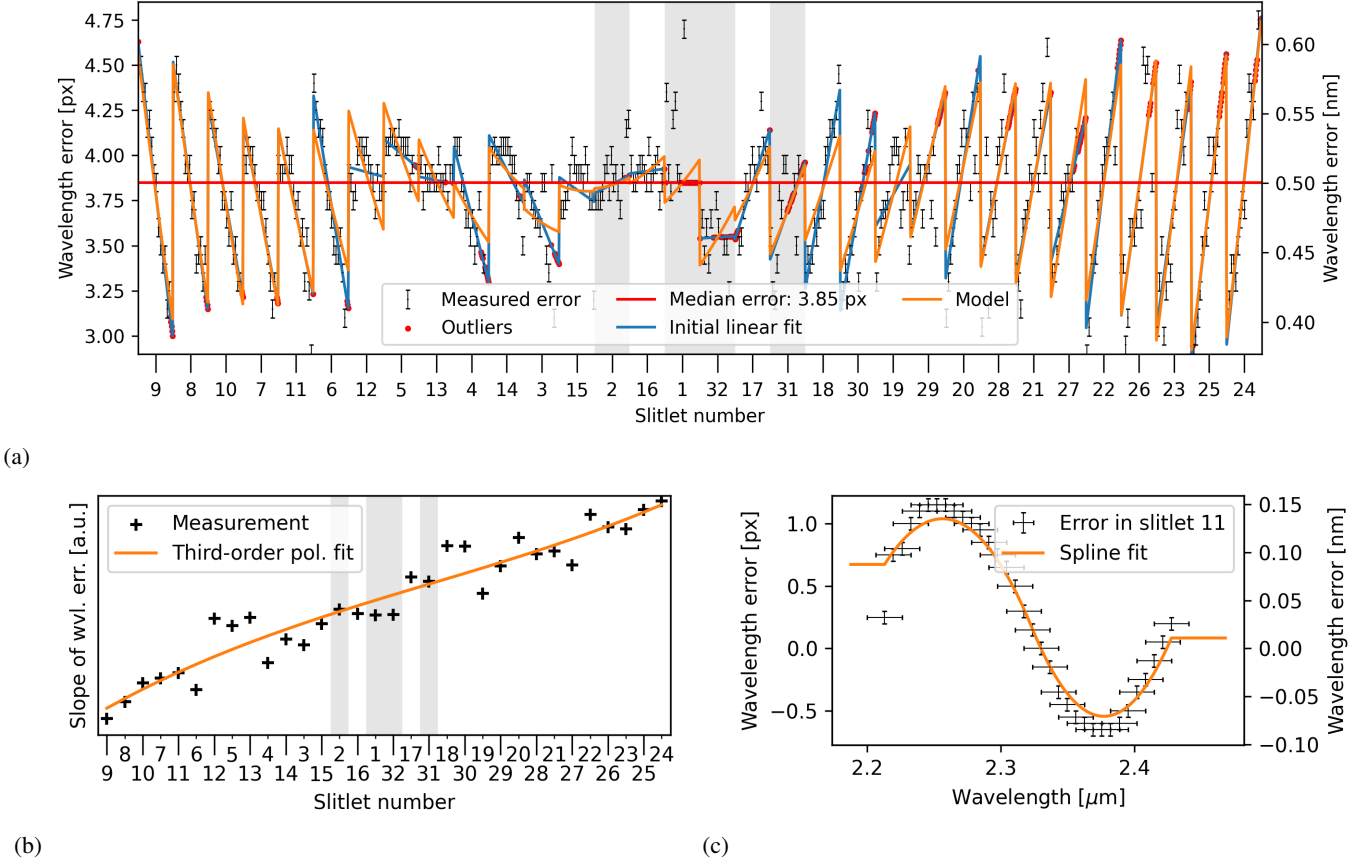 4.75
4.50
4.25
4.00
3.75
3.50
3.25
3.00
Wavelength error [px]
0.60
0.55
0.50
0.45
0.40
Wavelength error [nm]
Measured error
Outliers
Median error: 3.85 px
Initial linear fit
Model
9 8 10 7 11 6 12 5 13 4 14 3 15 2 16 1 32 17 31 18 30 19 29 20 28 21 27 22 26 23 25 24
Slitlet number
(a)
Slope of wvl. err. [a.u.]
Measurement
Third-order pol. fit
8 7 6 5 4 3 2 1 17 18 19 20 21 22 23 24
9 10 11 12 13 14 15 16 32 31 30 29 28 27 26 25
Slitlet number
(b)
Wavelength error [px]
1.0
0.5
0.0
−0.5
Error in slitlet 11
Spline fit
0.15
0.10
0.05
0.00
−0.05
−0.10
Wavelength error [nm]
2.2 2.3 2.4
Wavelength [μm]
(c)